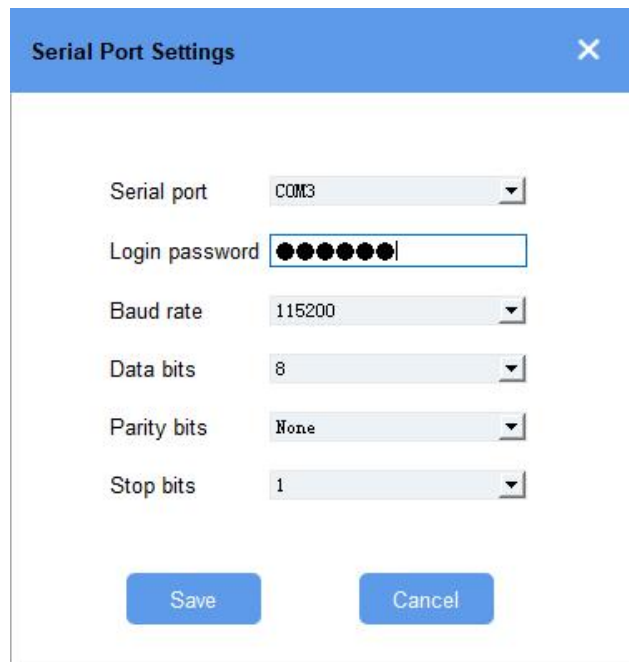 Serial Port Settings
Serial port COM3
Login password ●●●●●●
Baud rate 115200
Data bits 8
Parity bits None
Stop bits 1
Save Cancel